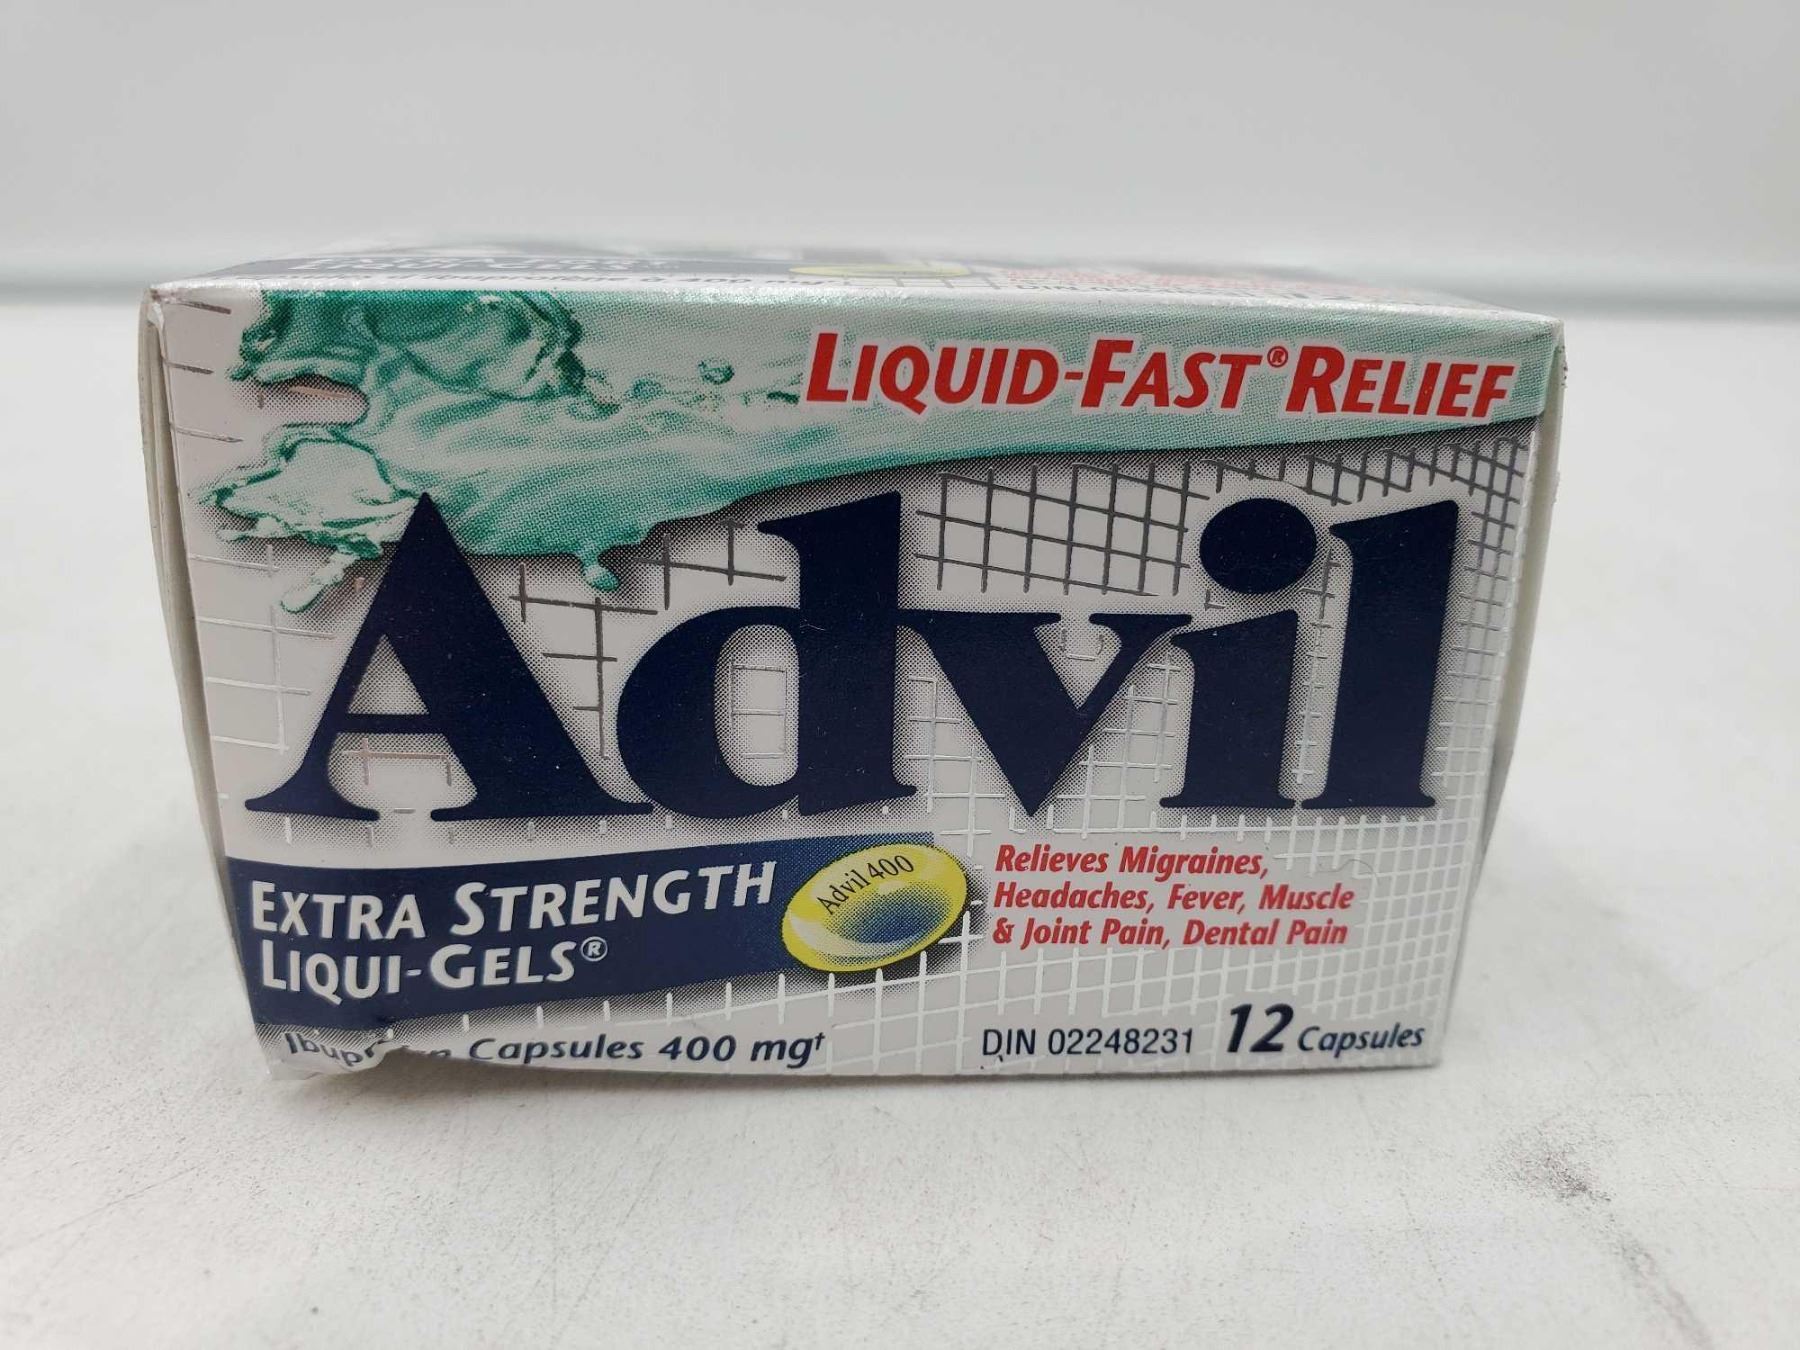 LIQUID-FAST® RELIEF
Advil
EXTRA STRENGTH
LIQUI-GELS®
Advil 400
Relieves Migraines,
Headaches, Fever, Muscle
& Joint Pain, Dental Pain
Capsules 400 mg†
DIN 02248231 12 Capsules